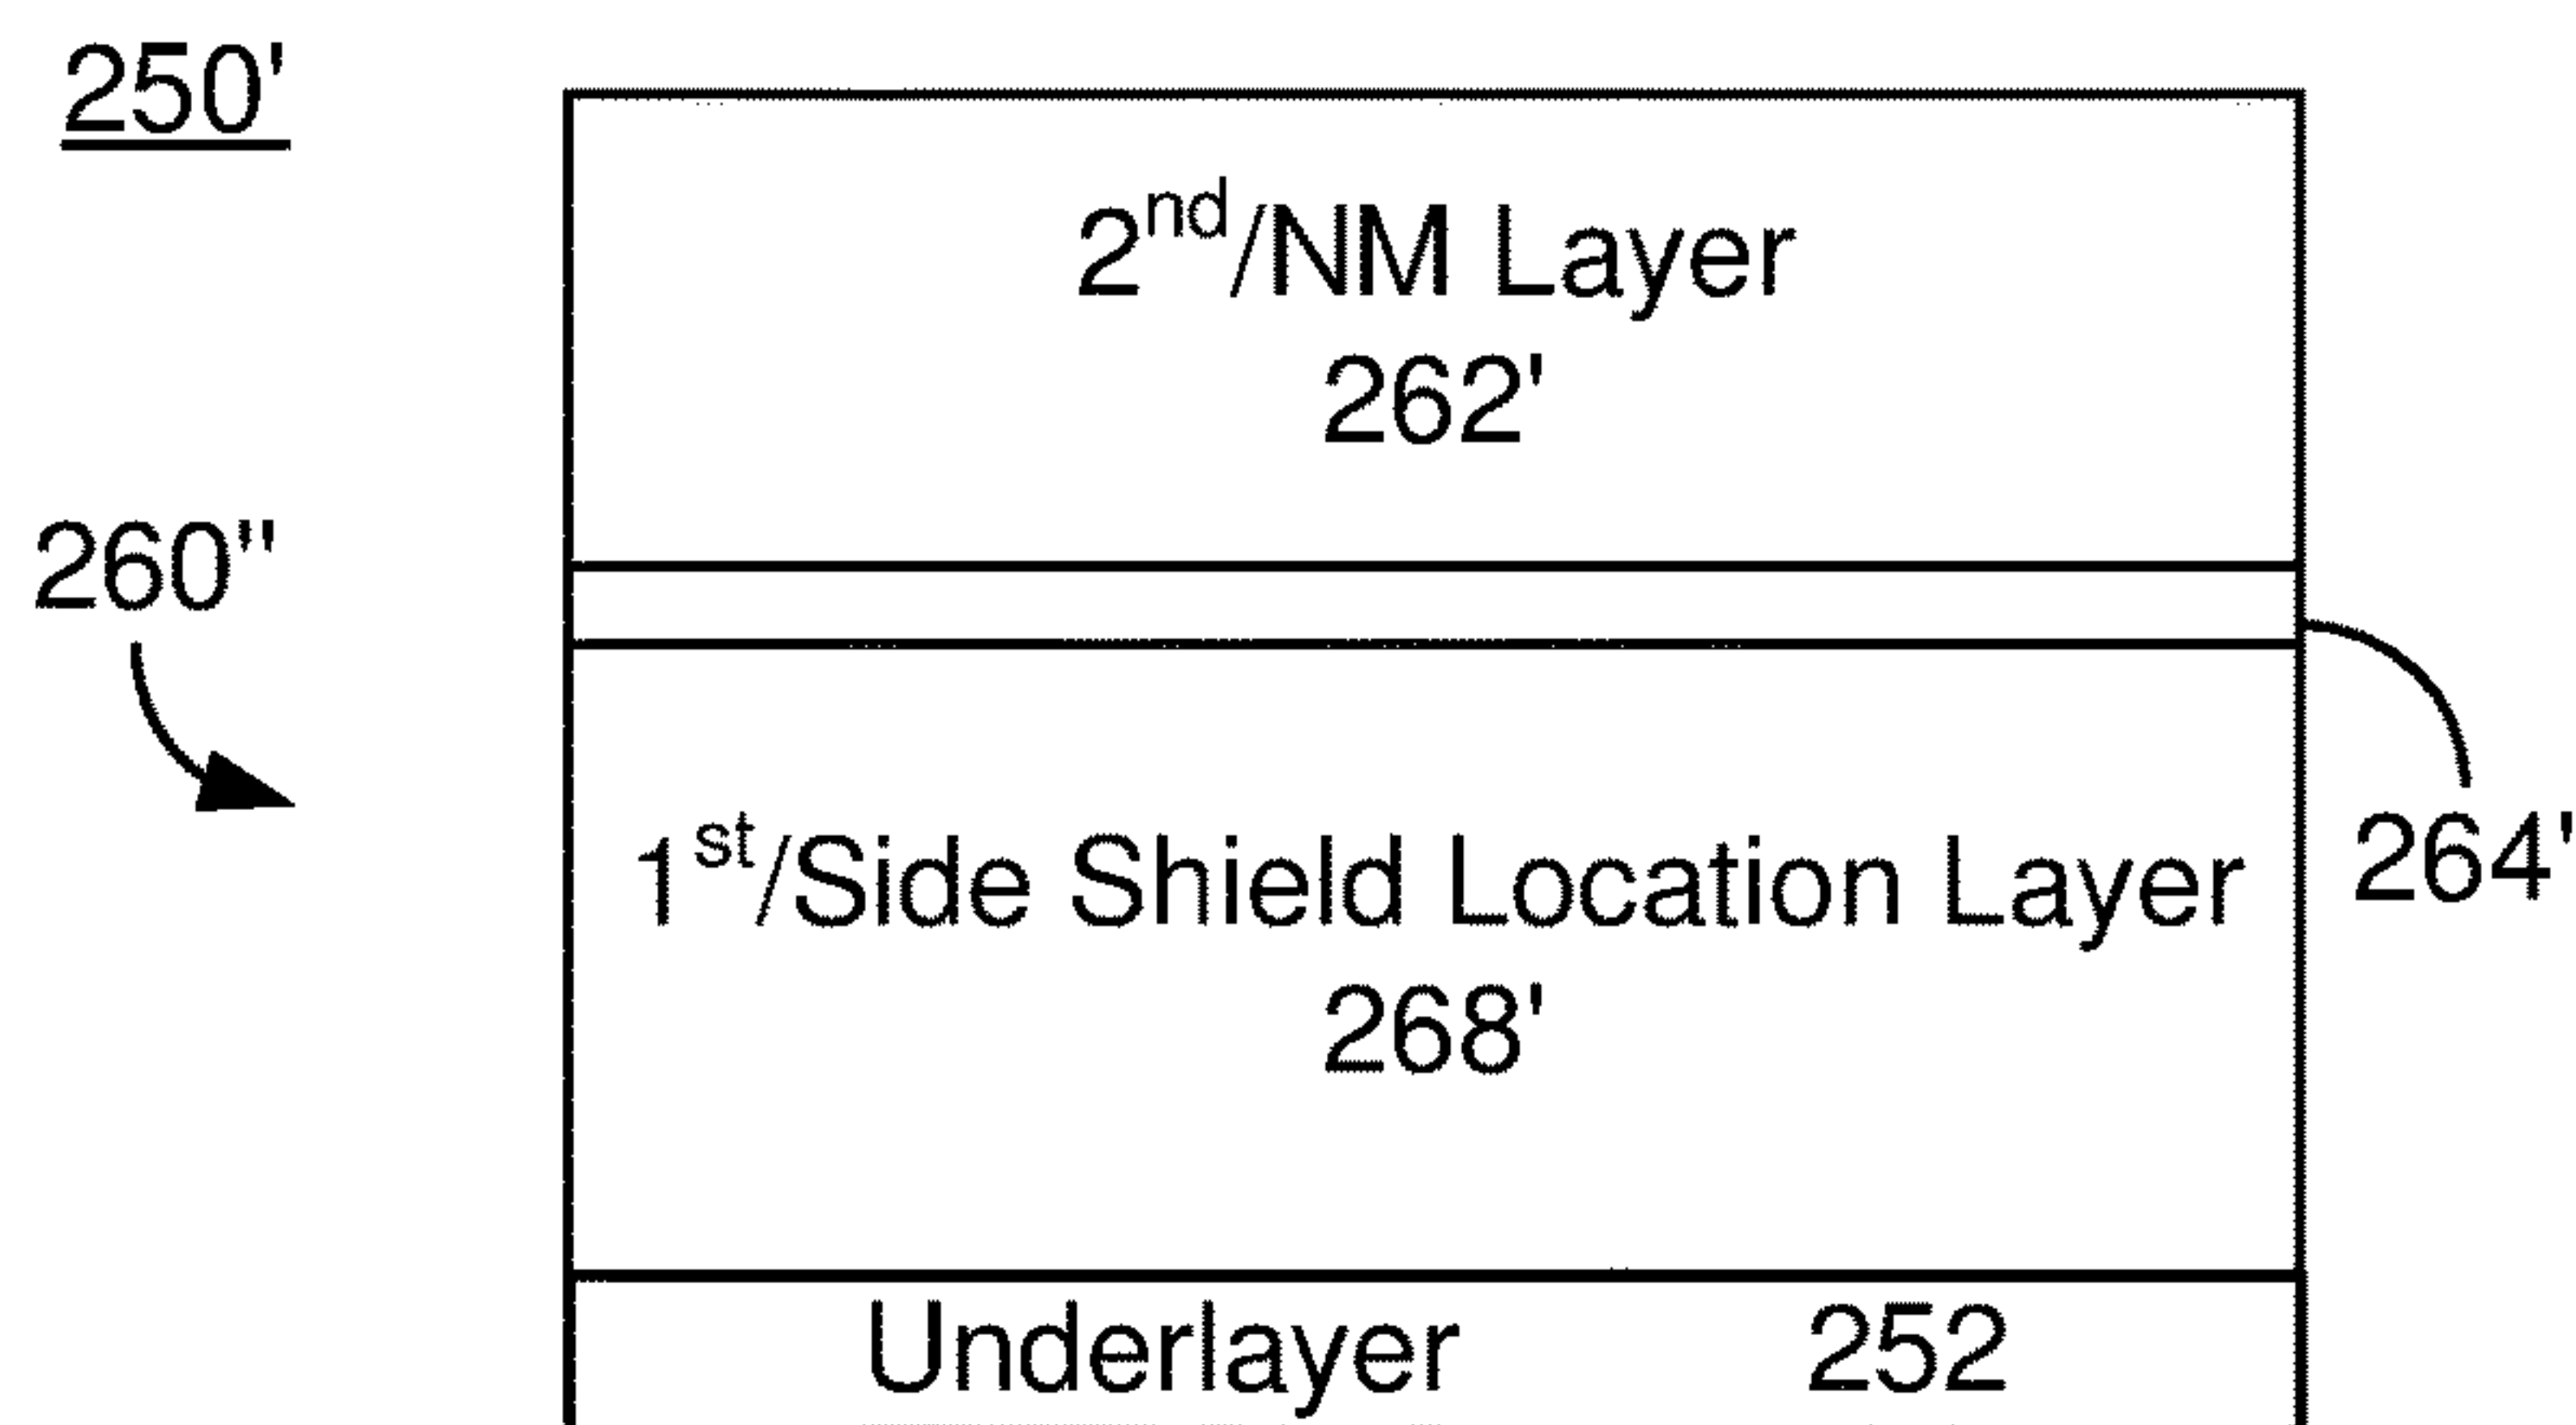 250'
2nd/NM Layer
262'
260"
1st/Side Shield Location Layer
264'
268'
Underlayer 252